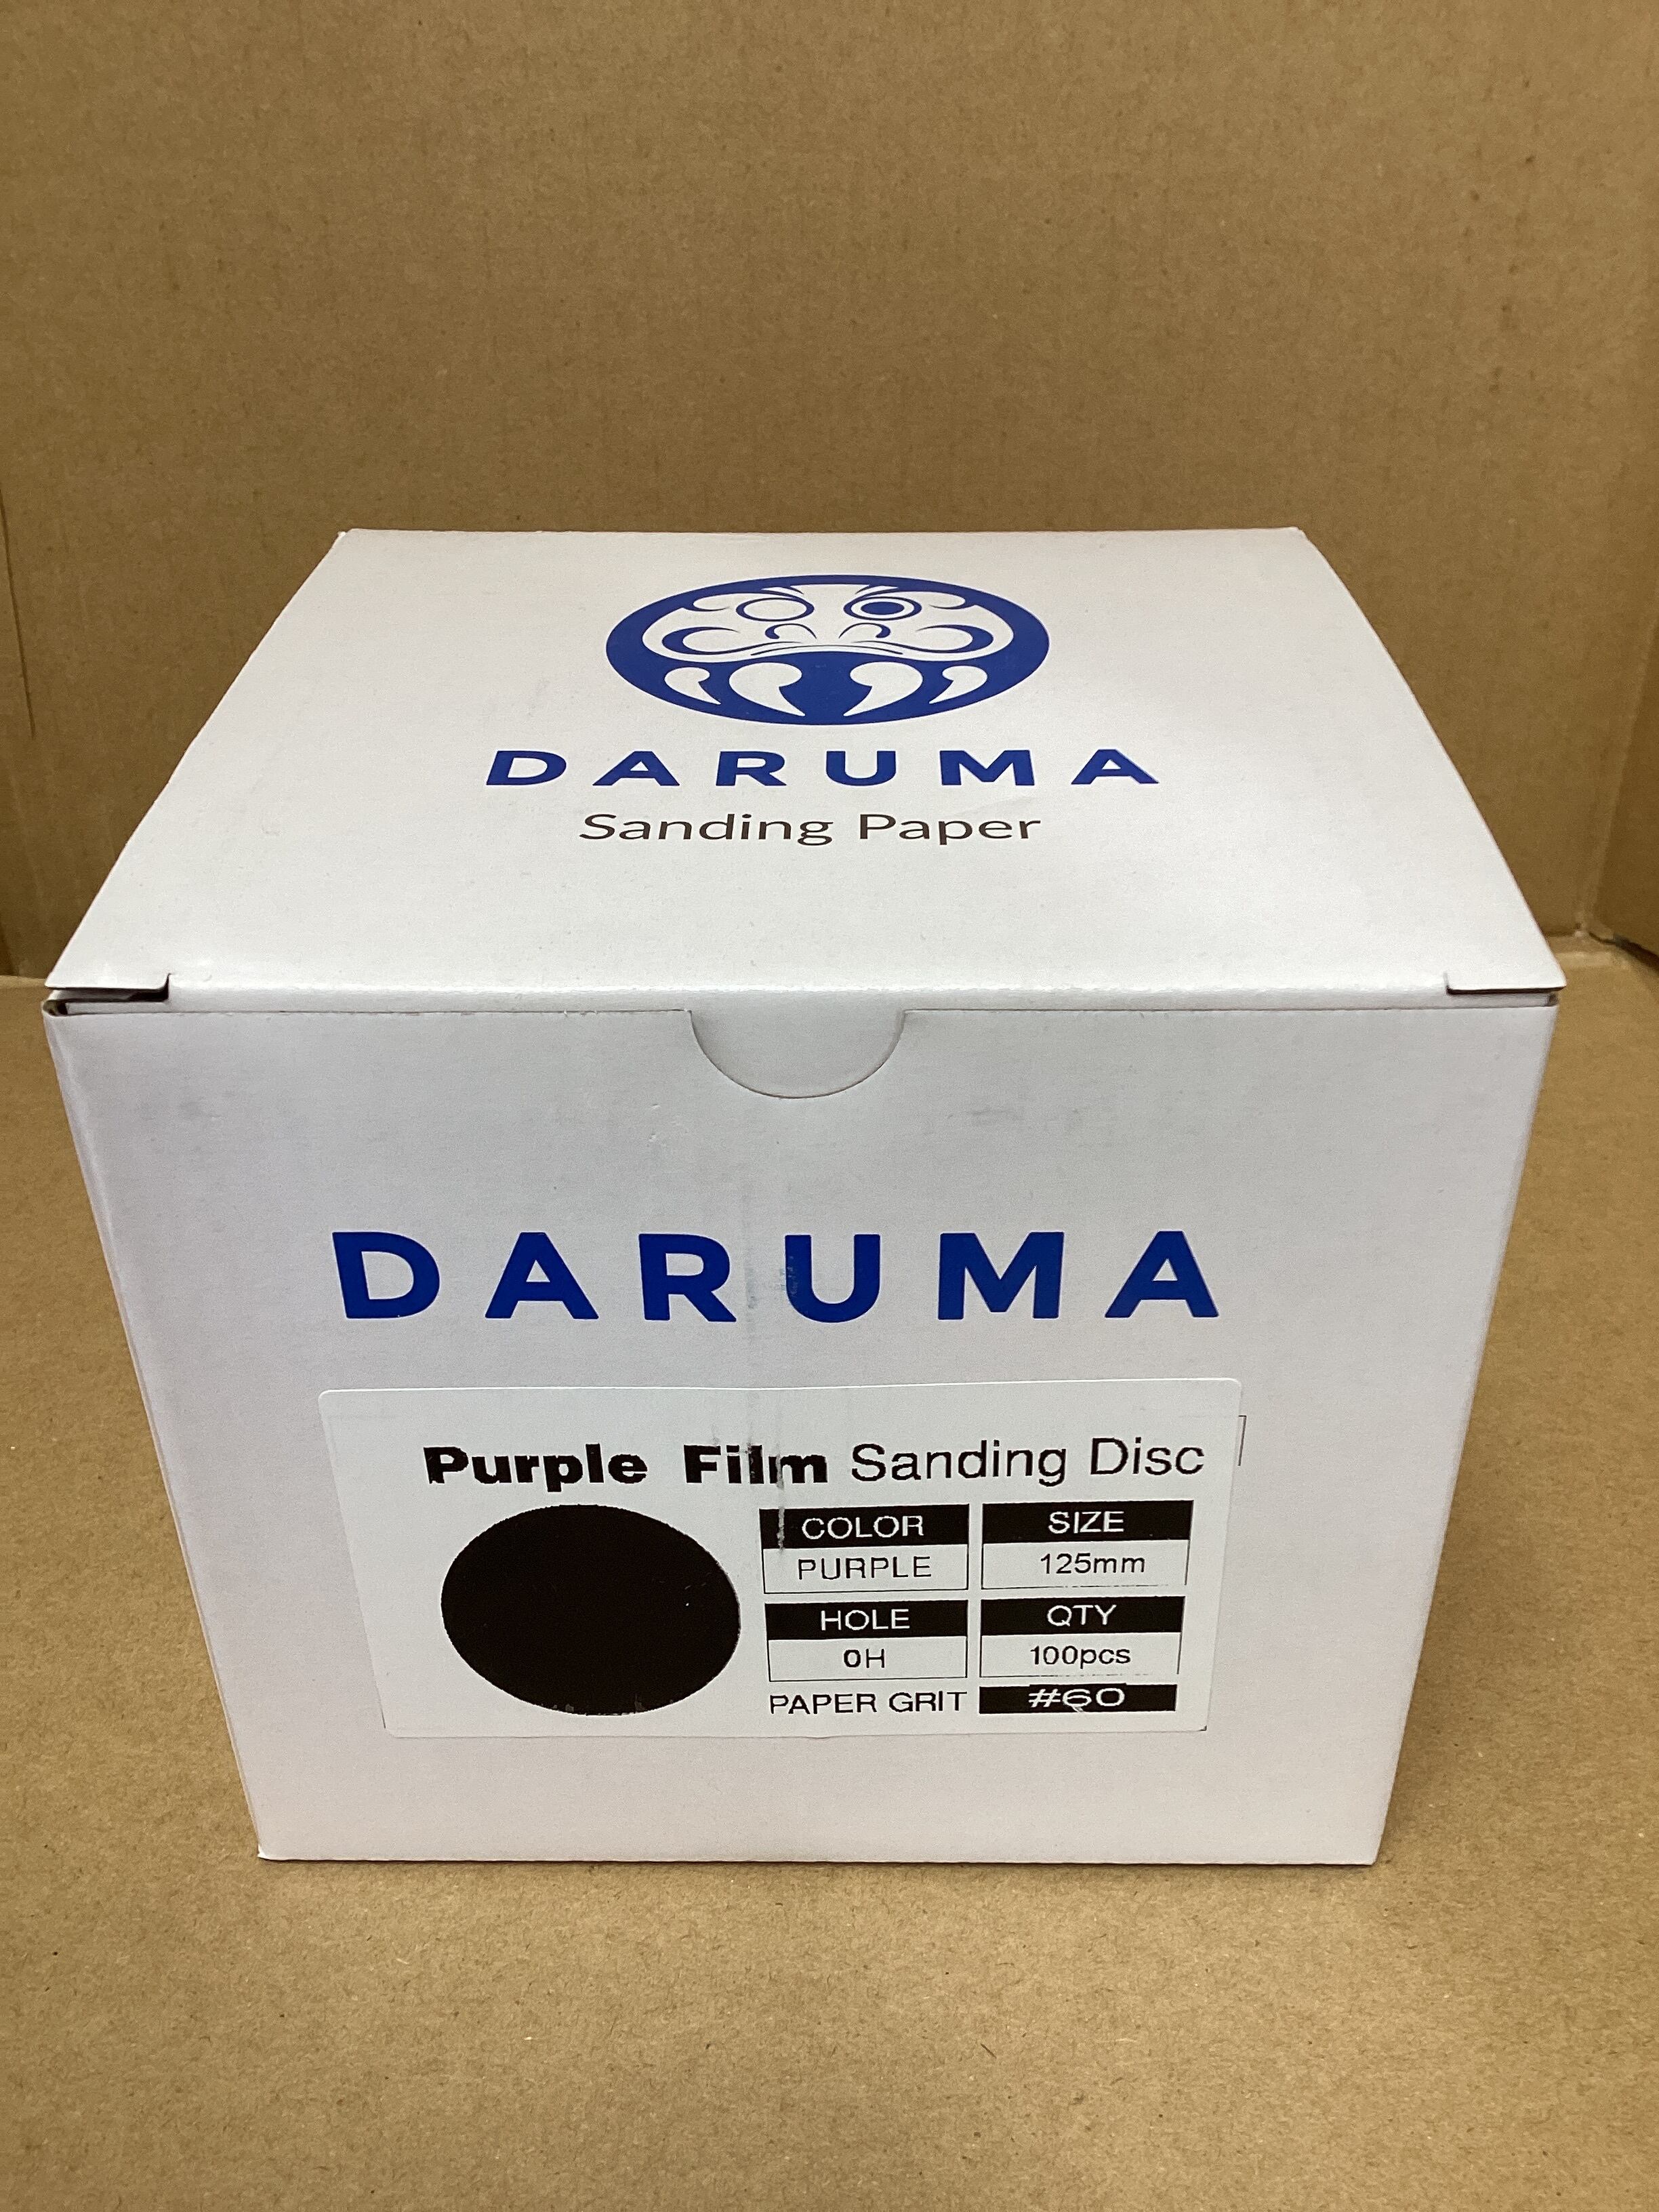 DARUMA
Sanding Paper
DARUMA
Purple Film Sanding Disc
COLOR SIZE
PURPLE 125mm
HOLE QTY
0H 100pcs
PAPER GRIT #60